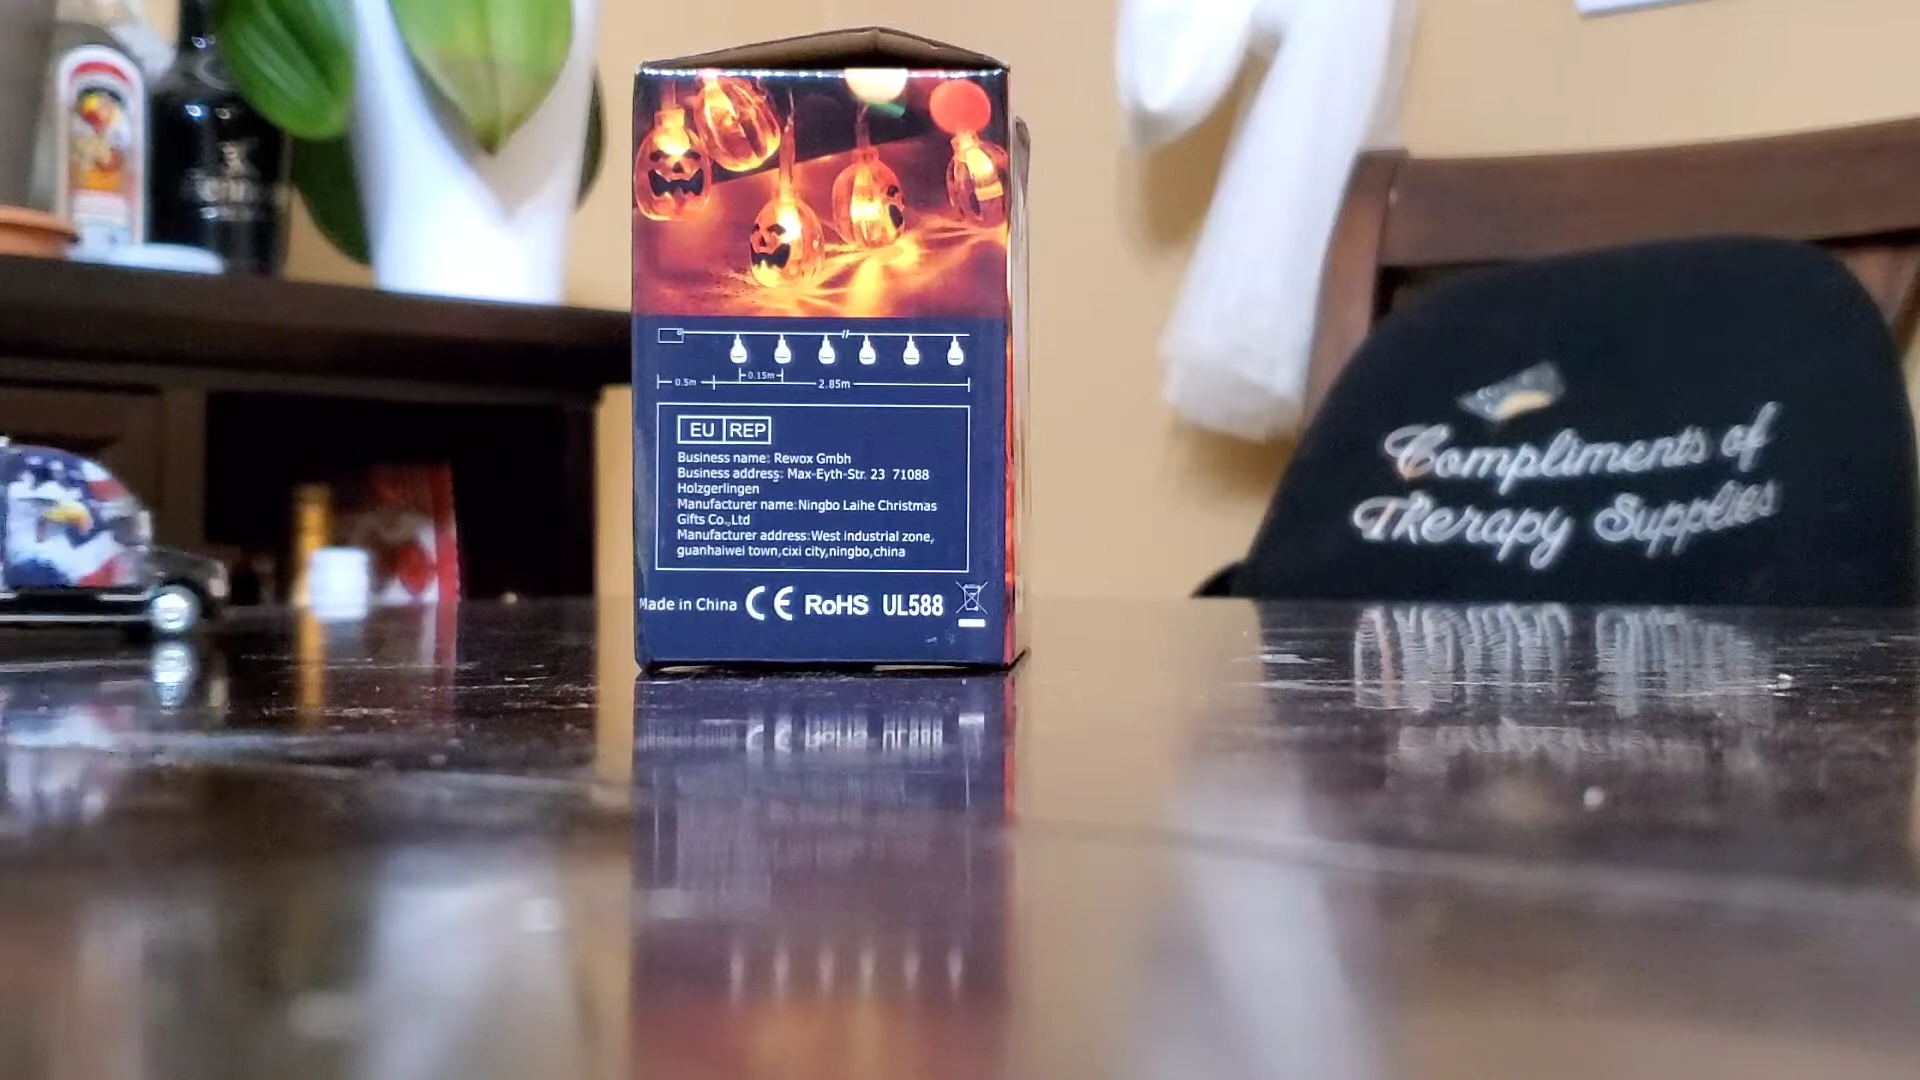 0.5m
0.15m
2.85m
EU REP
Business name: Rewox Gmbh
Business address: Max-Eyth-Str. 23 71088
Holzgerlingen
Manufacturer name:Ningbo Laihe Christmas
Gifts Co.,Ltd
Manufacturer address:West industrial zone,
guanhaiwei town,cixi city,ningbo,china
Made in China CE RoHS UL588
Compliments of
Therapy Supplies